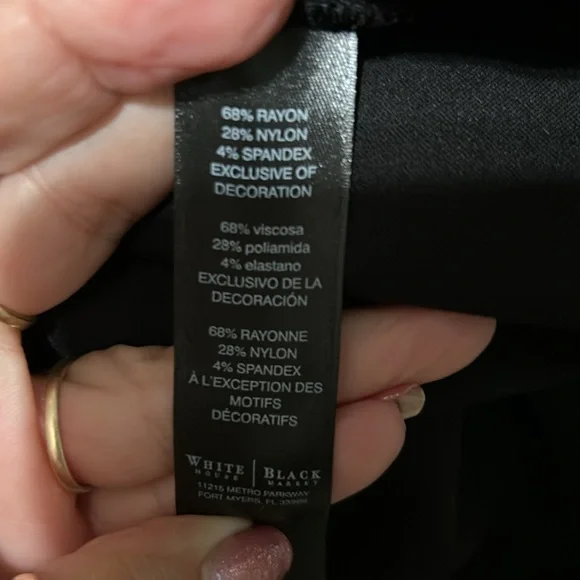 68% RAYON
28% NYLON
4% SPANDEX
EXCLUSIVE OF
DECORATION
68% viscosa
28% poliamida
4% elastano
EXCLUSIVO DE LA
DECORACIÓN
68% RAYONNE
28% NYLON
4% SPANDEX
À L'EXCEPTION DES
MOTIFS
DÉCORATIFS
WHITE | BLACK
HOUSE | MARKET
11215 METRO PARKWAY
FORT MYERS, FL